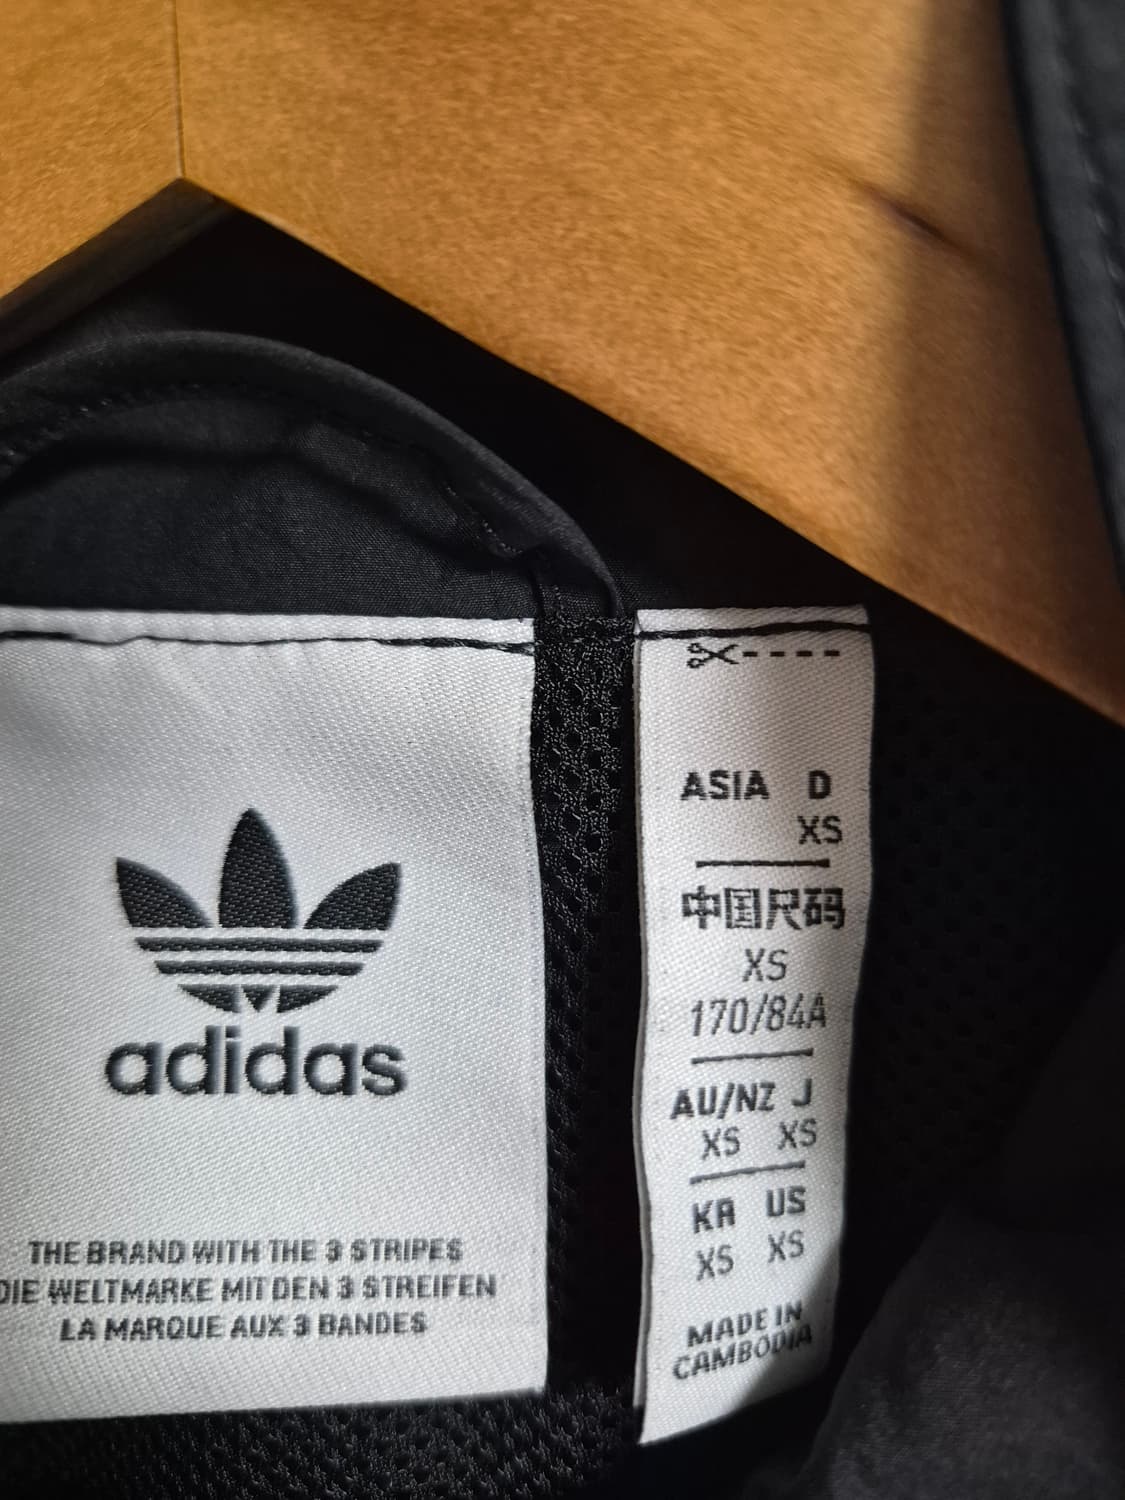 adidas
THE BRAND WITH THE 3 STRIPES
DIE WELTMARKE MIT DEN 3 STREIFEN
LA MARQUE AUX 3 BANDES
ASIA D
XS
中国尺码
XS
170/84A
AU/NZ J
XS XS
KR US
XS XS
MADE IN
CAMBODIA